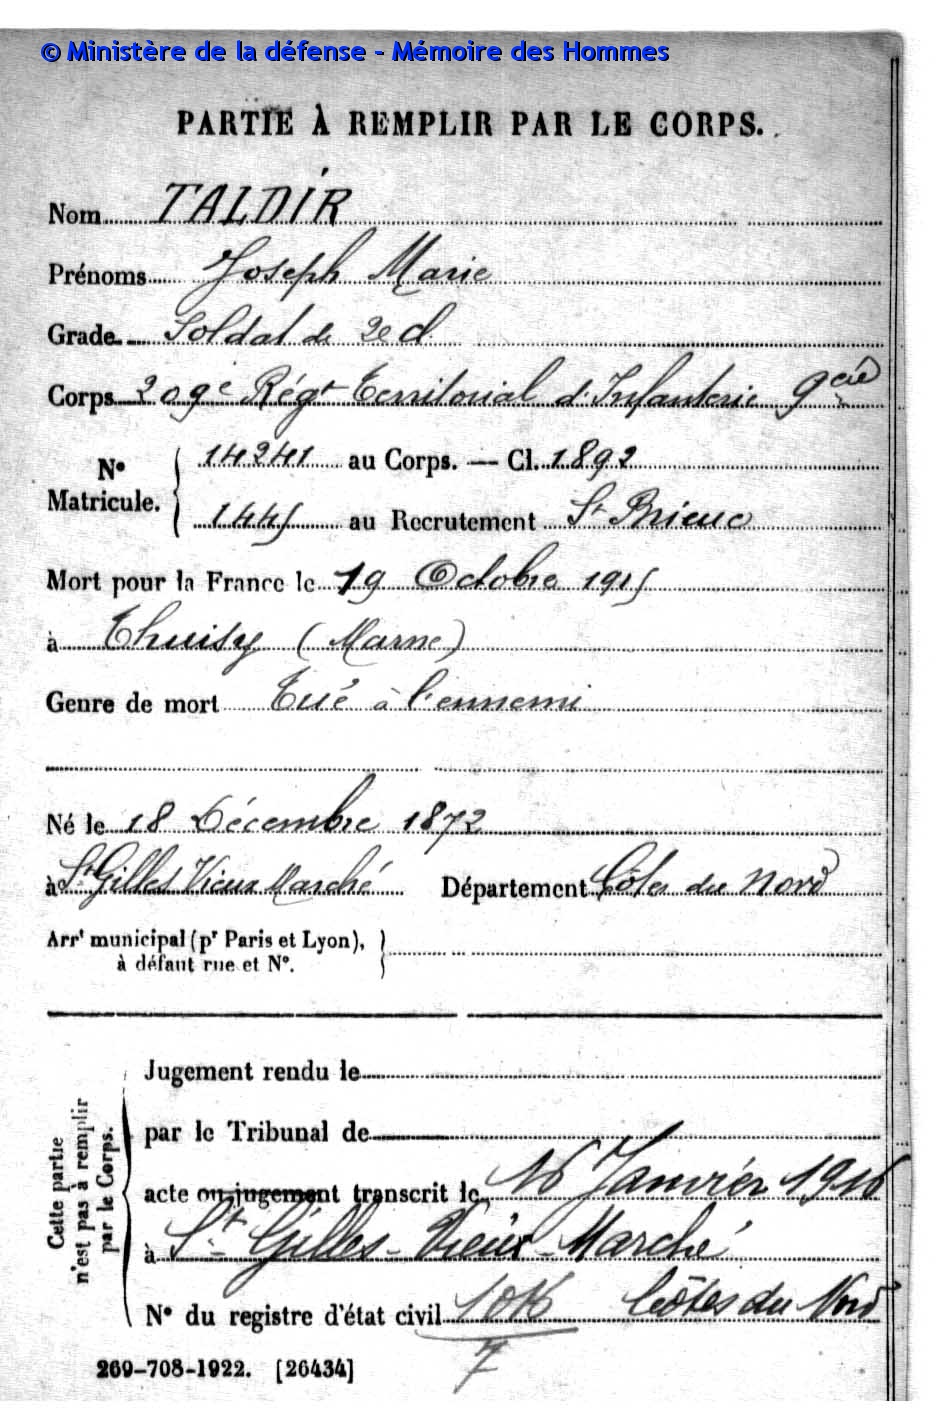 © Ministère de la défense - Mémoire des Hommes
PARTIE À REMPLIR PAR LE CORPS.
Nom TALDIR
Prénoms Joseph Marie
Grade Soldat de 2e cl.
Corps 209e Régt Territorial d'Infanterie 9e cie
N° Matricule. 14241 au Corps. — Cl. 1892
1445 au Recrutement St Brieuc
Mort pour la France le 19 Octobre 1915
à Thuisy (Marne)
Genre de mort Tué à l'ennemi
Né le 18 Décembre 1872
à St Gilles Vieux Marché Département Côtes du Nord
Arrt municipal (pr Paris et Lyon),
à défaut rue et N°.
Cette partie
n'est pas à remplir
par le Corps.
Jugement rendu le
par le Tribunal de
acte ou jugement transcrit le 16 Janvier 1916
à St Gilles-Vieux-Marché
N° du registre d'état civil Côtes du Nord
7
269-708-1922. [26434]